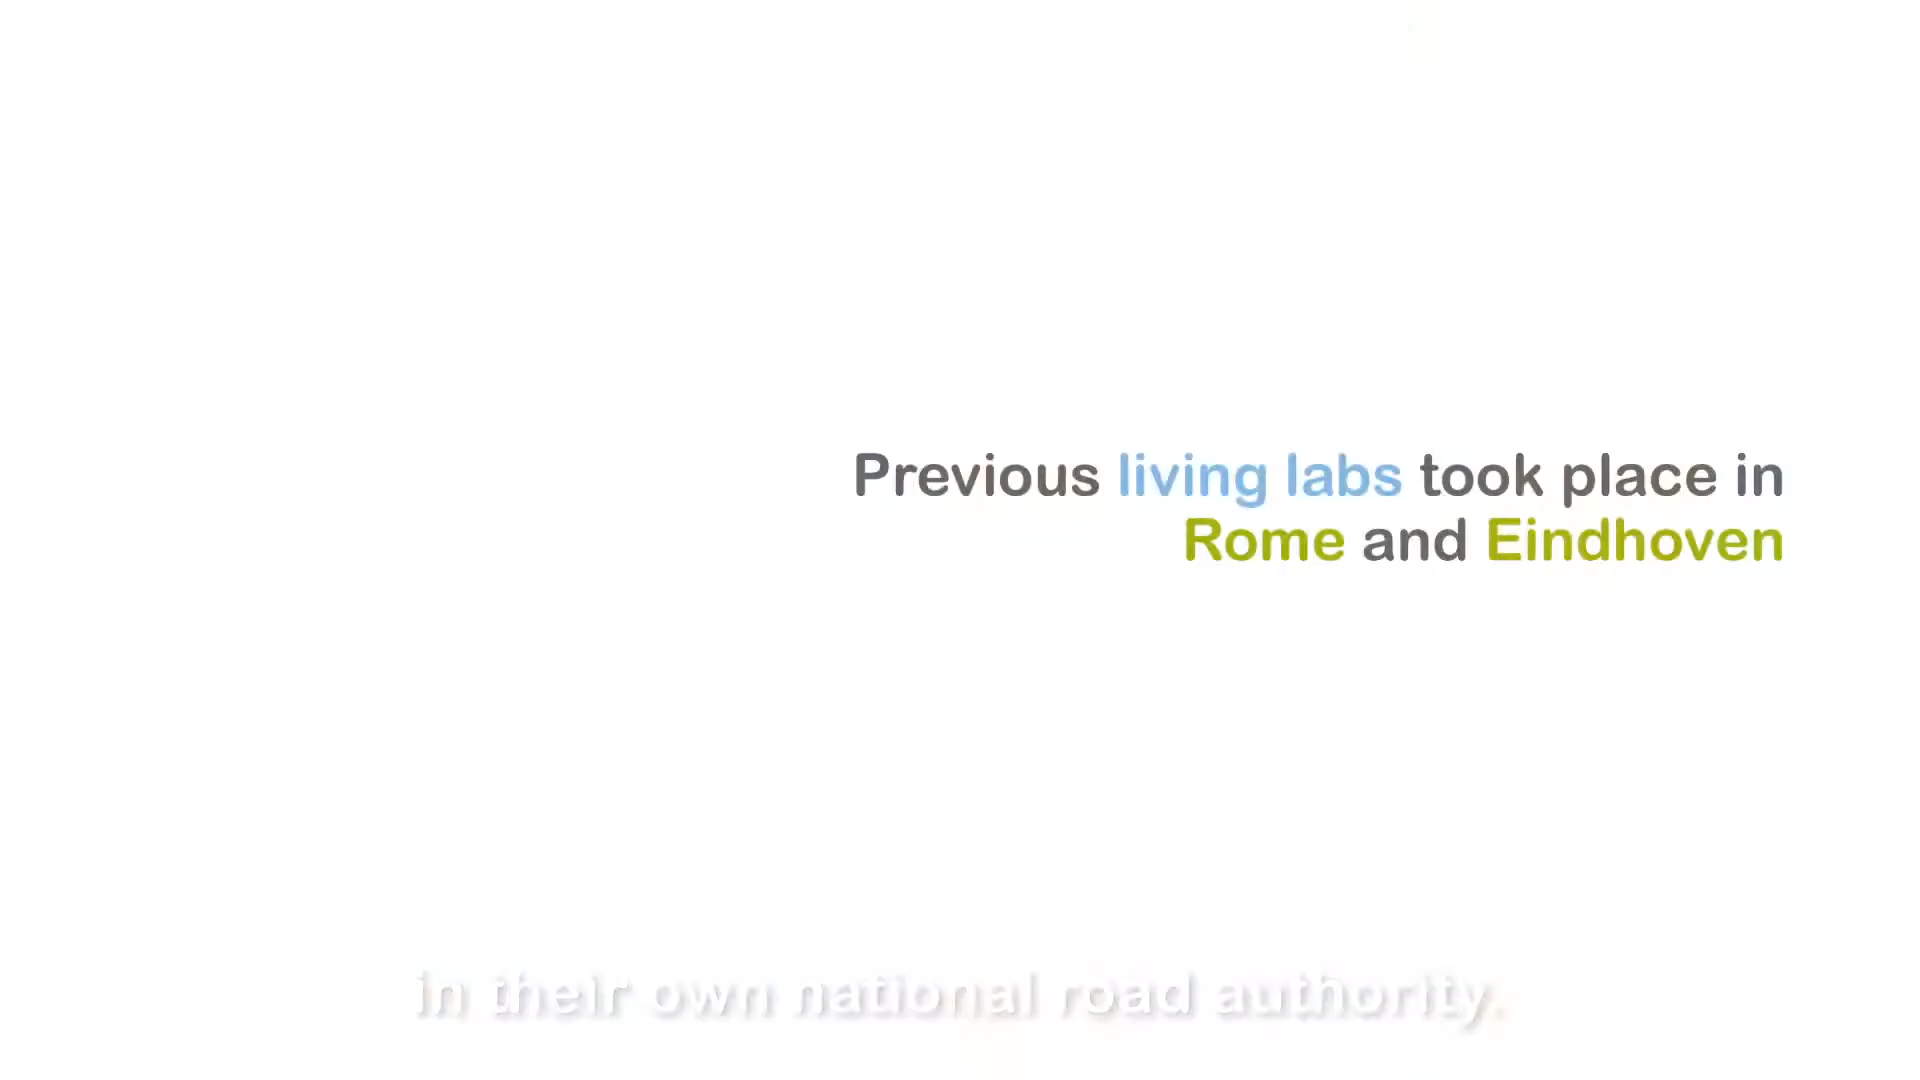 Previous living labs took place in
Rome and Eindhoven
in their own national road authority.